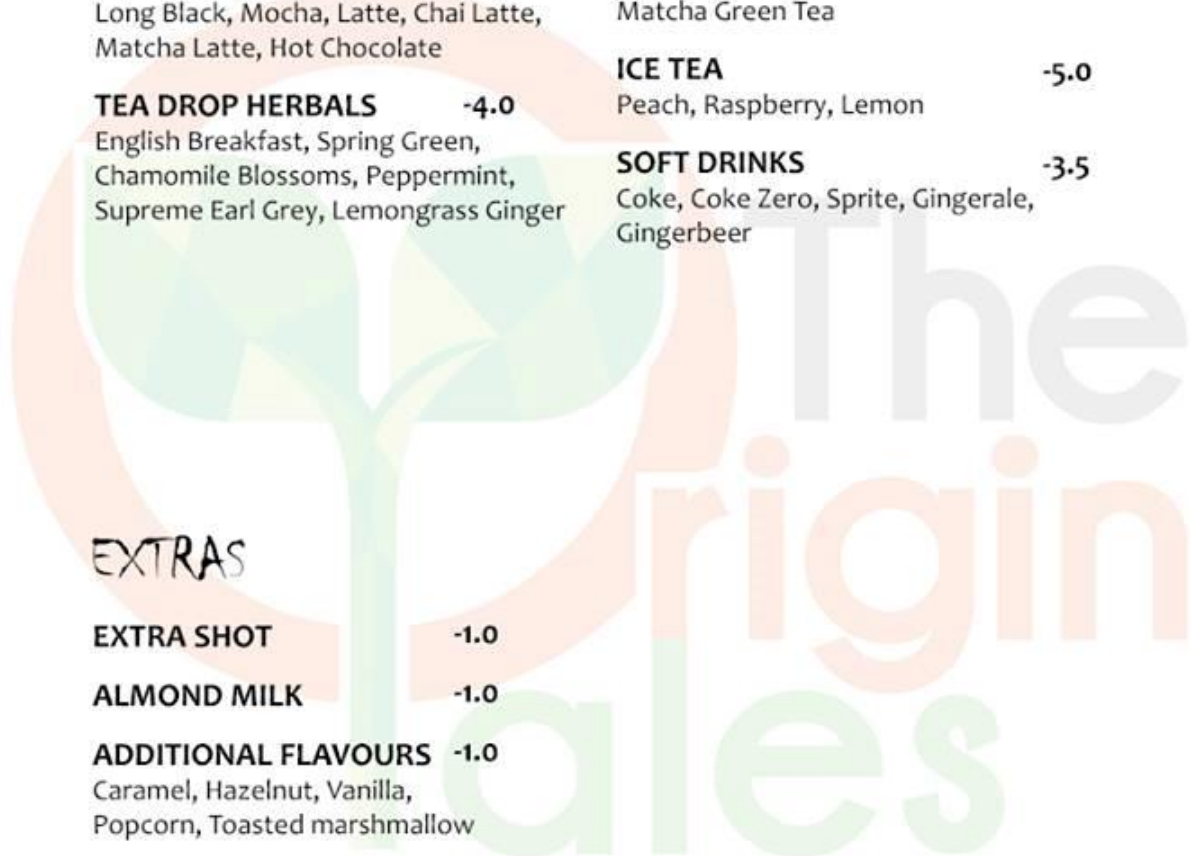 Long Black, Mocha, Latte, Chai Latte,
Matcha Latte, Hot Chocolate
TEA DROP HERBALS -4.0
English Breakfast, Spring Green,
Chamomile Blossoms, Peppermint,
Supreme Earl Grey, Lemongrass Ginger
Matcha Green Tea
ICE TEA -5.0
Peach, Raspberry, Lemon
SOFT DRINKS -3.5
Coke, Coke Zero, Sprite, Gingerale,
Gingerbeer
The
Origin
Tales
EXTRAS
EXTRA SHOT -1.0
ALMOND MILK -1.0
ADDITIONAL FLAVOURS -1.0
Caramel, Hazelnut, Vanilla,
Popcorn, Toasted marshmallow